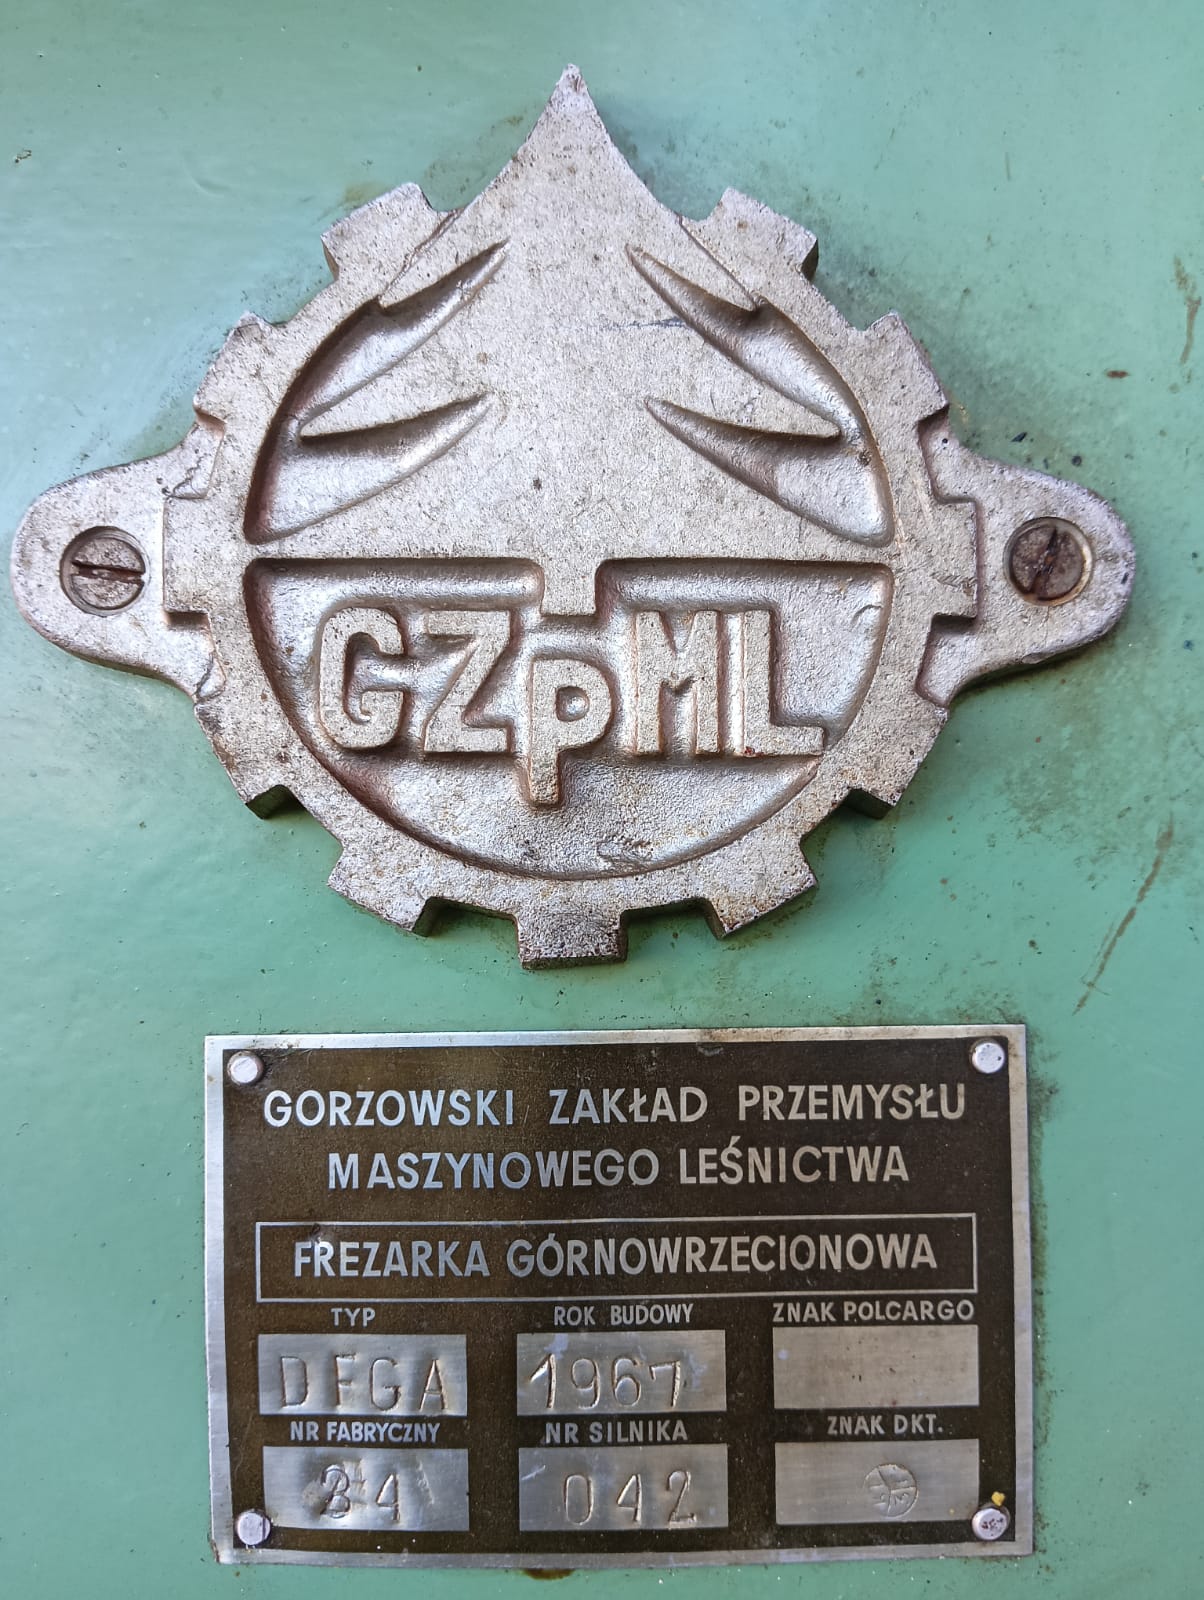 GZpML
GORZOWSKI ZAKŁAD PRZEMYSŁU
MASZYNOWEGO LEŚNICTWA
FREZARKA GÓRNOWRZECIONOWA
TYP ROK BUDOWY ZNAK POLCARGO
DFGA 1967
NR FABRYCZNY NR SILNIKA ZNAK DKT.
34 042